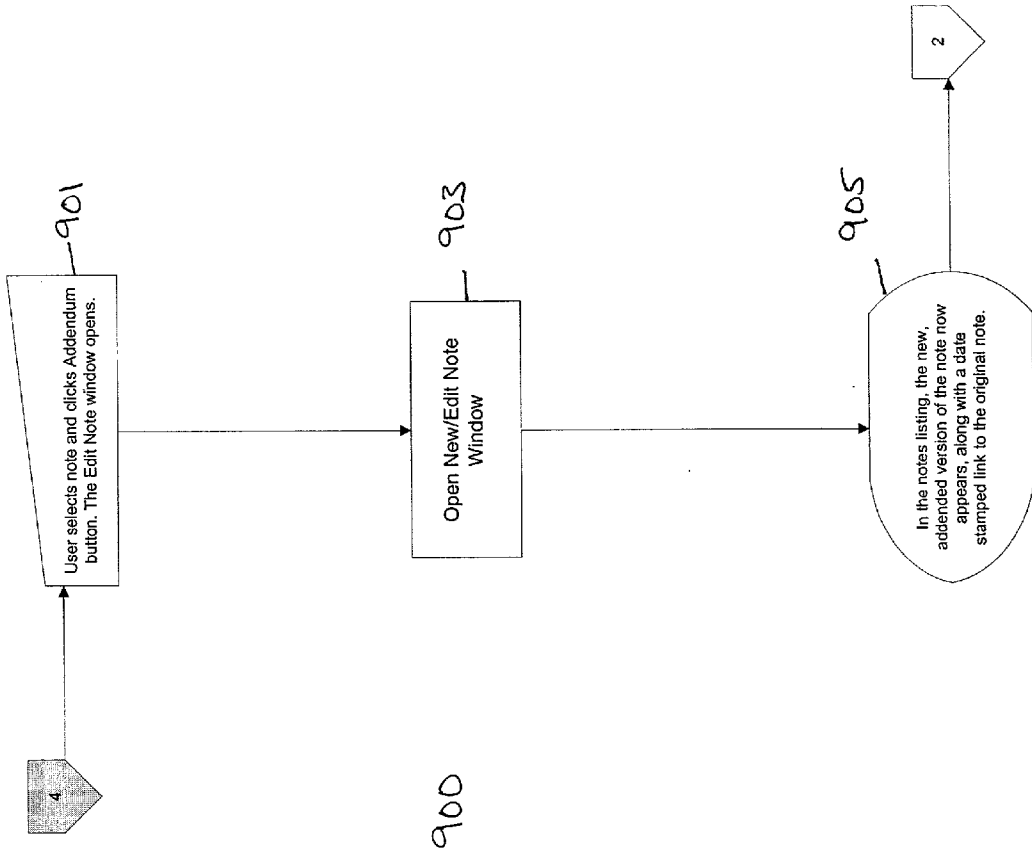 4
User selects note and clicks Addendum
button. The Edit Note window opens.
901
Open New/Edit Note
Window
903
900
In the notes listing, the new,
addended version of the note now
appears, along with a date
stamped link to the original note.
905
2